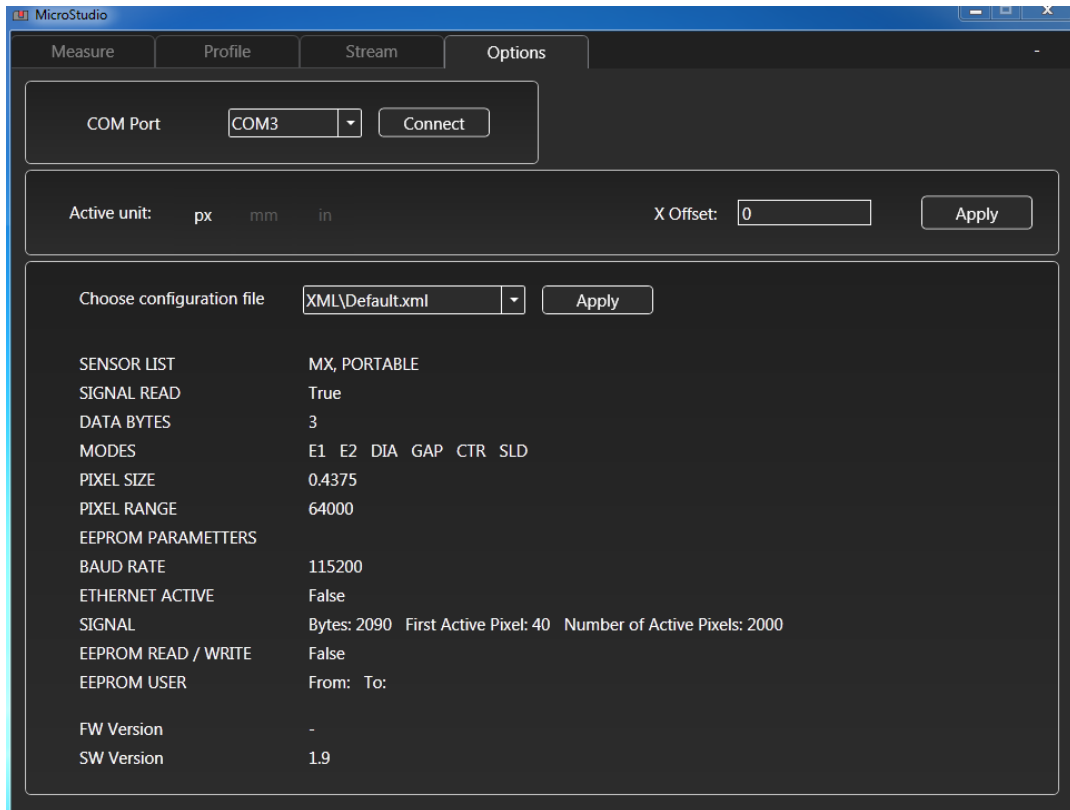 MicroStudio
Measure Profile Stream Options -
COM Port COM3 Connect
Active unit: px mm in X Offset: 0 Apply
Choose configuration file XML\Default.xml Apply
SENSOR LIST MX, PORTABLE
SIGNAL READ True
DATA BYTES 3
MODES E1 E2 DIA GAP CTR SLD
PIXEL SIZE 0.4375
PIXEL RANGE 64000
EEPROM PARAMETTERS
BAUD RATE 115200
ETHERNET ACTIVE False
SIGNAL Bytes: 2090 First Active Pixel: 40 Number of Active Pixels: 2000
EEPROM READ / WRITE False
EEPROM USER From: To:
FW Version -
SW Version 1.9